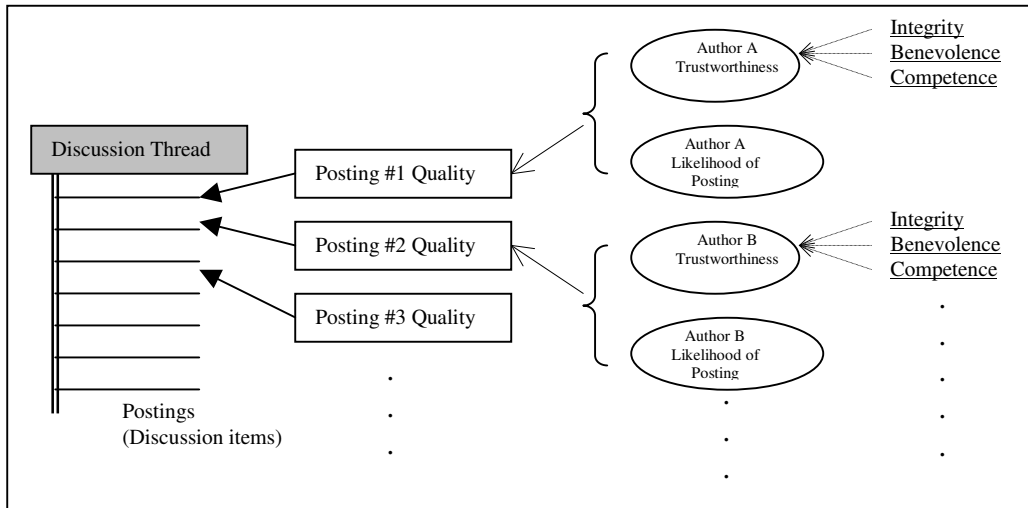 Discussion Thread
Postings
(Discussion items)
Posting #1 Quality
Posting #2 Quality
Posting #3 Quality
Author A
Trustworthiness
Author A
Likelihood of
Posting
Author B
Trustworthiness
Author B
Likelihood of
Posting
Integrity
Benevolence
Competence
Integrity
Benevolence
Competence